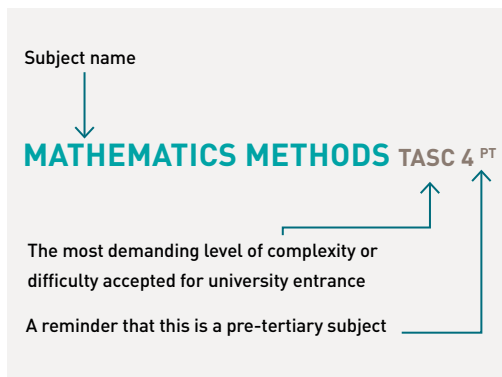 Subject name
MATHEMATICS METHODS TASC 4 PT
The most demanding level of complexity or
difficulty accepted for university entrance
A reminder that this is a pre-tertiary subject